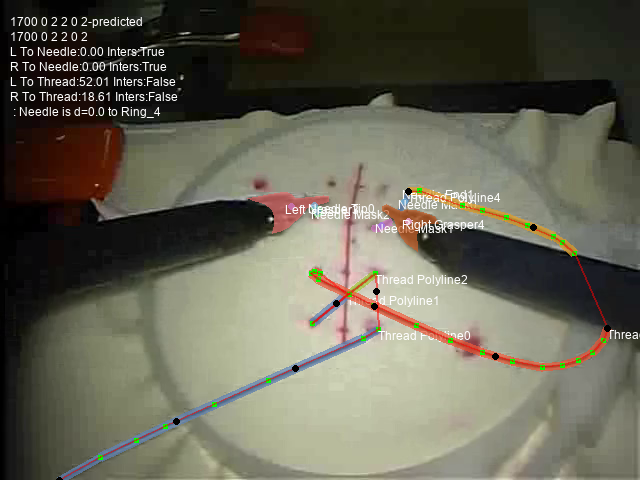 1700 0 2 2 0 2-predicted
1700 0 2 2 0 2
L To Needle:0.00 Inters:True
R To Needle:0.00 Inters:True
L To Thread:52.01 Inters:False
R To Thread:18.61 Inters:False
: Needle is d=0.0 to Ring_4
Thread Polyline4
Left
Needle Mask2
Right Grasper4
Needle
Thread Polyline2
Polyline1
Thread Polyline0
Thread